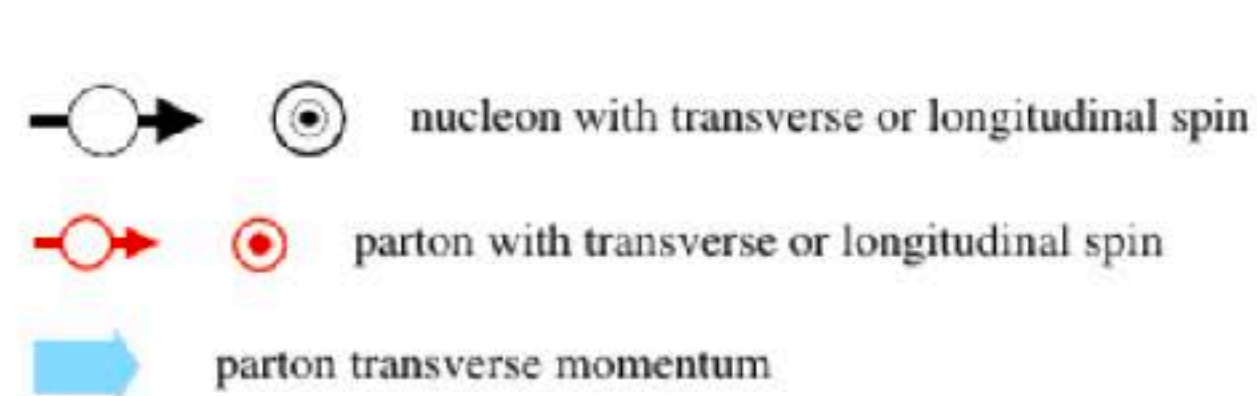 nucleon with transverse or longitudinal spin
parton with transverse or longitudinal spin
parton transverse momentum